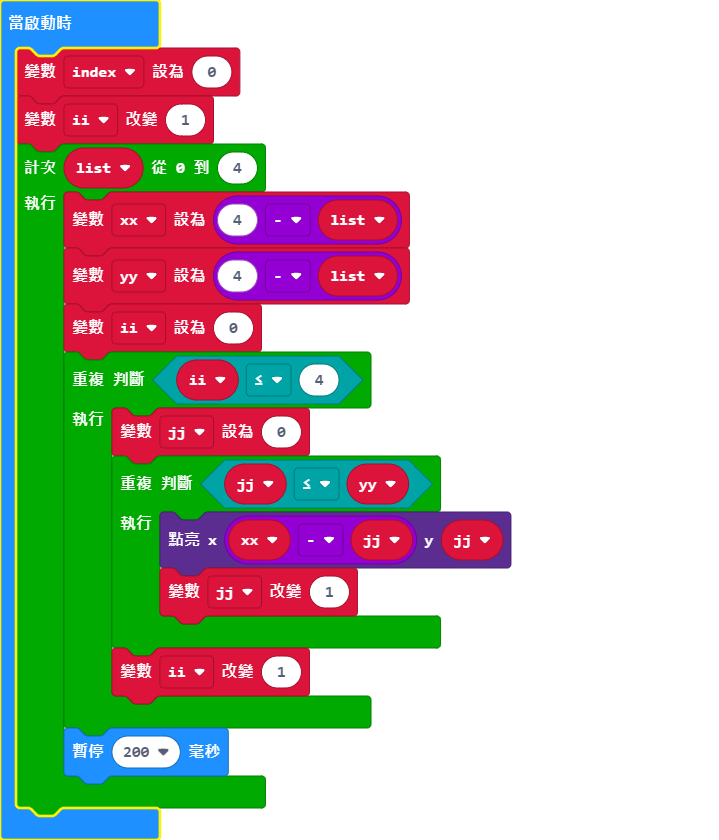 當啟動時
變數 index 設為 0
變數 ii 改變 1
計次 list 從 0 到 4
執行
變數 xx 設為 4 - list
變數 yy 設為 4 - list
變數 ii 設為 0
重複 判斷 ii ≤ 4
執行
變數 jj 設為 0
重複 判斷 jj ≤ yy
執行
點亮 x xx - jj y jj
變數 jj 改變 1
變數 ii 改變 1
暫停 200 毫秒